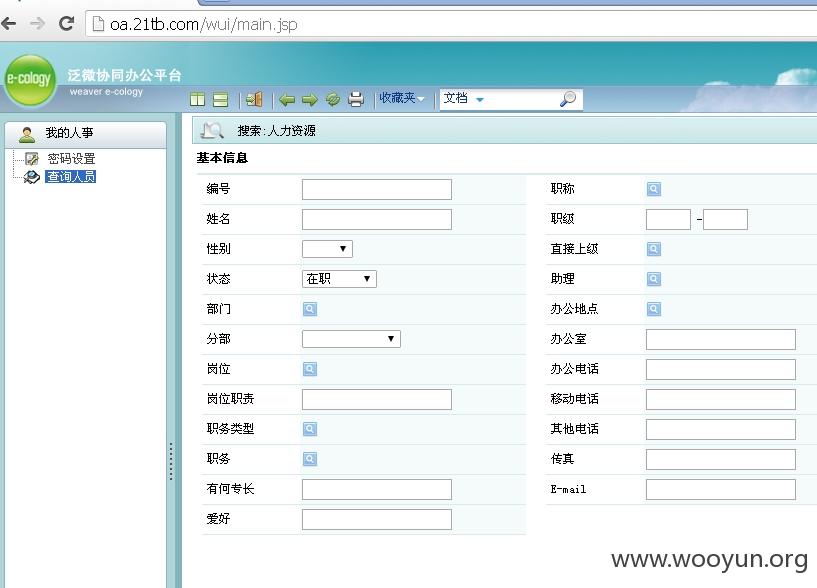 oa.21tb.com/wui/main.jsp
e-cology
泛微协同办公平台
weaver e-cology
收藏夹
文档
我的人事
密码设置
查询人员
搜索:人力资源
基本信息
编号
职称
姓名
职级
-
性别
直接上级
状态
在职
助理
部门
办公地点
分部
办公室
岗位
办公电话
岗位职责
移动电话
职务类型
其他电话
职务
传真
有何专长
E-mail
爱好
www.wooyun.org